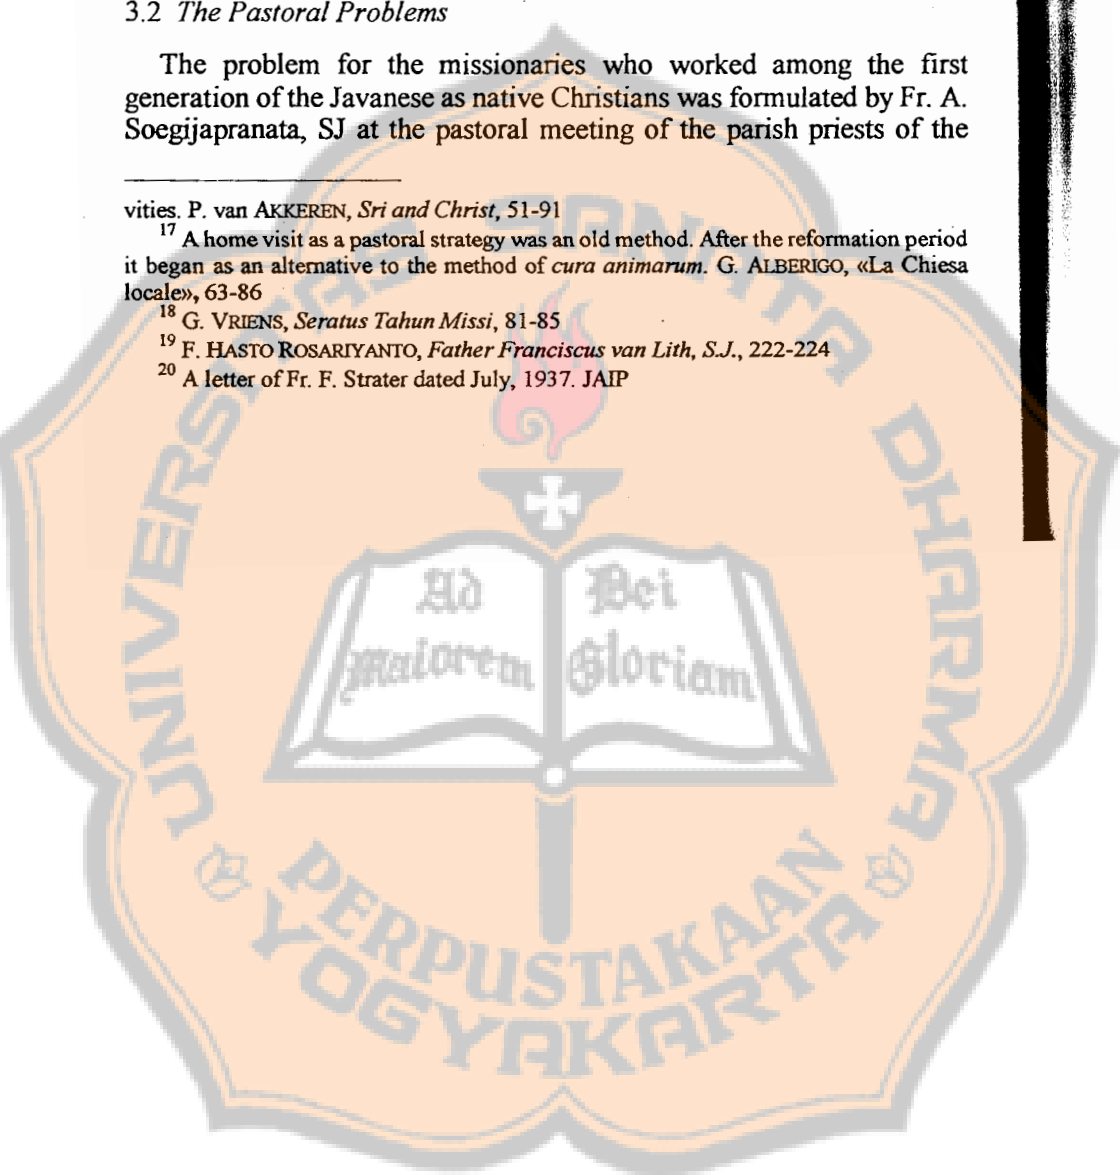 3.2 The Pastoral Problems
The problem for the missionaries who worked among the first
generation of the Javanese as native Christians was formulated by Fr. A.
Soegijapranata, SJ at the pastoral meeting of the parish priests of the
vities. P. van AKKEREN, Sri and Christ, 51-91
17 A home visit as a pastoral strategy was an old method. After the reformation period
it began as an alternative to the method of cura animarum. G. ALBERIGO, «La Chiesa
locale», 63-86
18 G. VRIENS, Seratus Tahun Missi, 81-85
19 F. HASTO ROSARIYANTO, Father Franciscus van Lith, S.J., 222-224
20 A letter of Fr. F. Strater dated July, 1937. JAIP
UNIVERSITAS SANATA DHARMA
Ad Dei
maiorem Gloriam
PERPUSTAKAAN
YOGYAKARTA